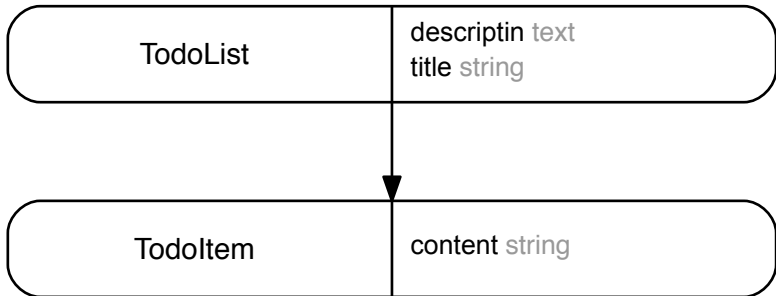 TodoList
descriptin text
title string
TodoItem
content string